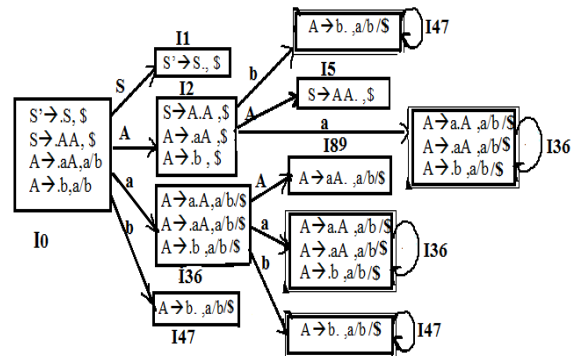 A→b. ,a/b/$
I47
I1
S'→S., $
S
b
I2
I5
S→A.A ,$
A→.aA ,$
A→.b , $
A
S→AA. ,$
a
S'→.S, $
S→.AA, $
A→.aA,a/b
A→.b,a/b
A
I89
A→a.A ,a/b/$
A→.aA ,a/b/$
A→.b ,a/b/$
I36
a
A
A→aA. ,a/b/$
A→a.A,a/b/$
A→.aA,a/b/$
A→.b ,a/b/$
a
A→a.A ,a/b/$
A→.aA ,a/b/$
A→.b ,a/b/$
I36
I0
b
b
I36
A→b. ,a/b/$
I47
A→b. ,a/b/$
I47